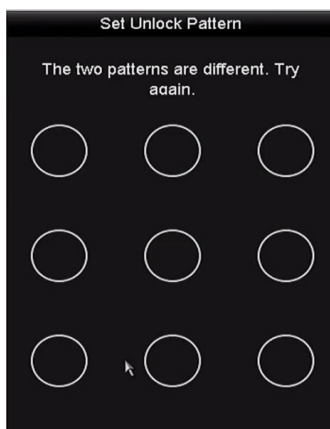 Set Unlock Pattern
The two patterns are different. Try
again.